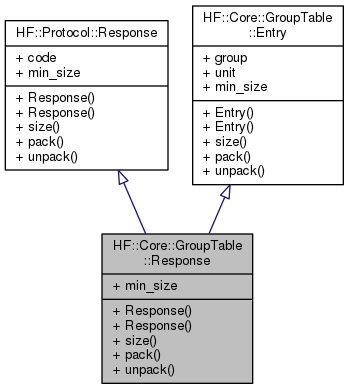 HF::Protocol::Response
+ code
+ min_size
+ Response()
+ Response()
+ size()
+ pack()
+ unpack()
HF::Core::GroupTable
::Entry
+ group
+ unit
+ min_size
+ Entry()
+ Entry()
+ size()
+ pack()
+ unpack()
HF::Core::GroupTable
::Response
+ min_size
+ Response()
+ Response()
+ size()
+ pack()
+ unpack()